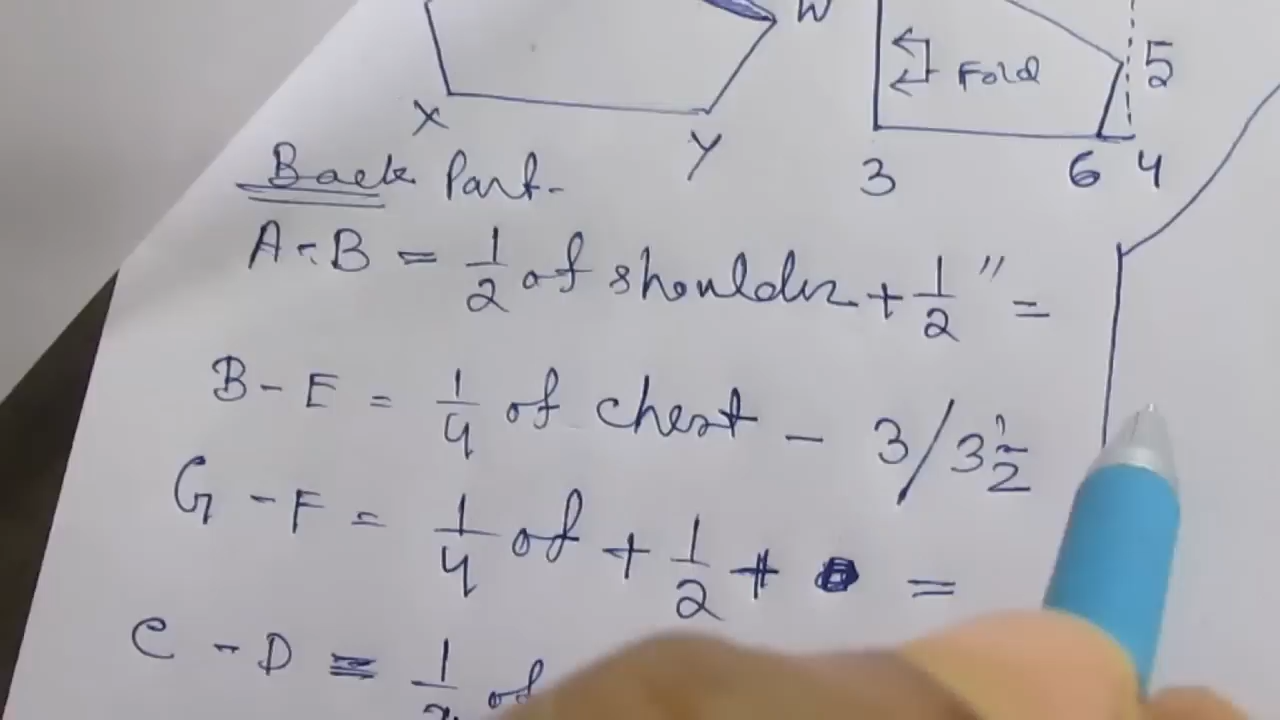 W
5
Fold
X
Y
3
6 4
Back Part-
A-B = 1/2 of shoulder + 1/2" =
B - E = 1/4 of chest - 3/3 1/2
G - F = 1/4 of + 1/2 + =
C - D = 1/ of